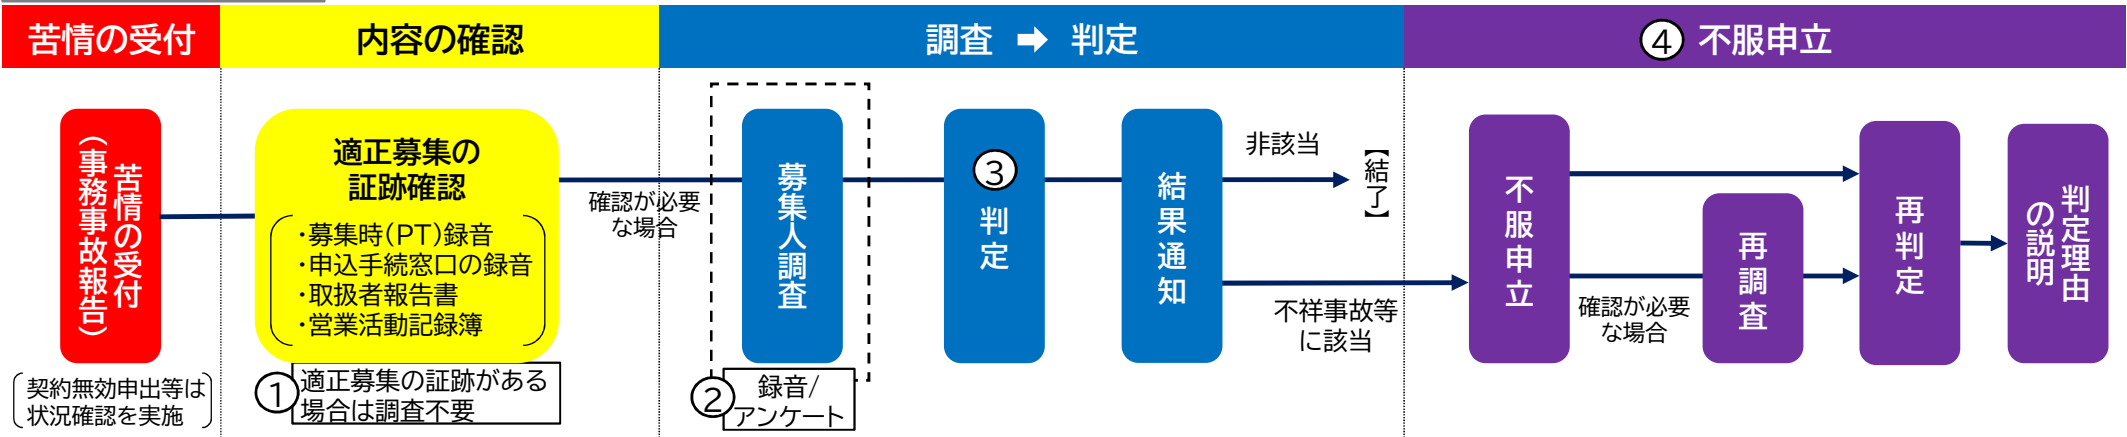 苦情の受付
内容の確認
調査 ➡ 判定
④ 不服申立
苦情の受付
（事務事故報告）
契約無効申出等は
状況確認を実施
適正募集の
証跡確認
・募集時（PT）録音
・申込手続窓口の録音
・取扱者報告書
・営業活動記録簿
①
適正募集の証跡がある
場合は調査不要
確認が必要
な場合
募集人調査
②
録音/
アンケート
③
判定
結果通知
非該当
【結了】
不祥事故等
に該当
不服申立
確認が必要
な場合
再調査
再判定
判定理由
の説明